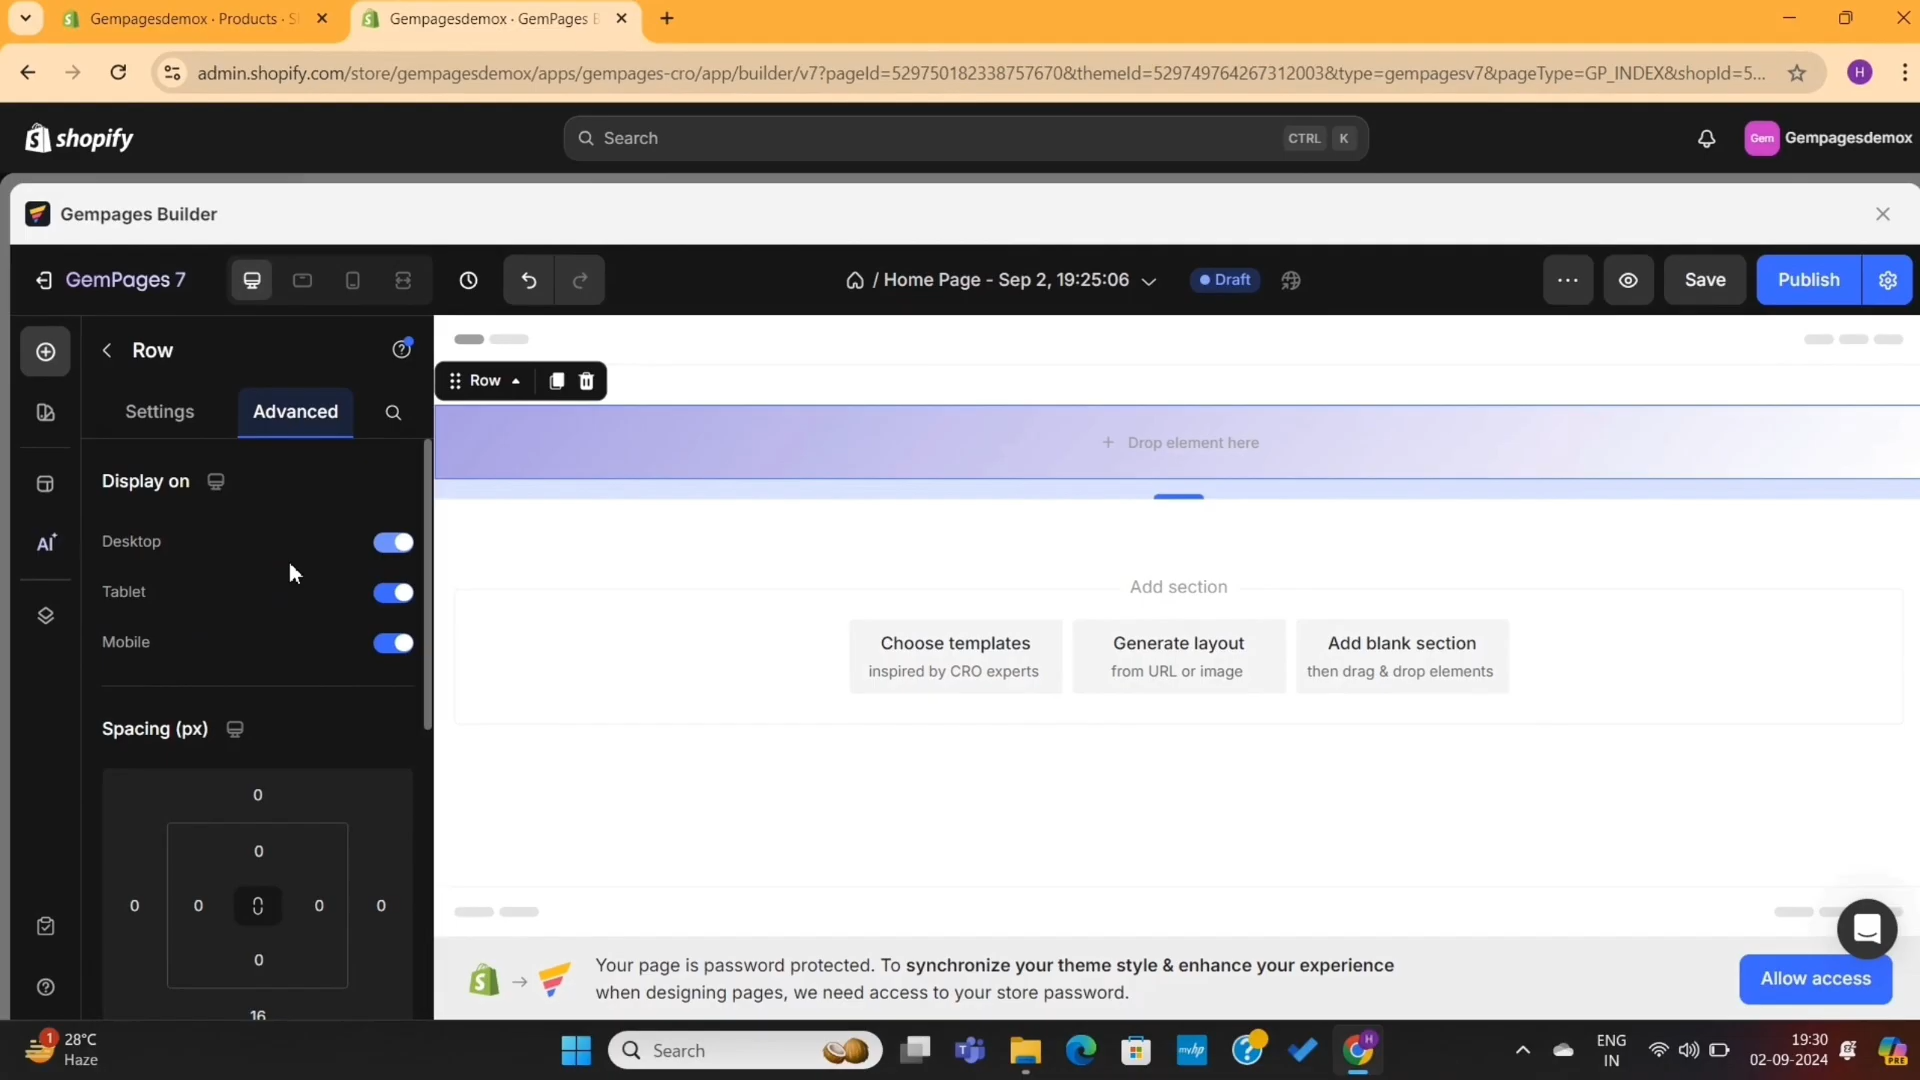 Gempagesdemox · Products · S
Gempagesdemox · GemPages B
admin.shopify.com/store/gempagesdemox/apps/gempages-cro/app/builder/v7?pageId=529750182338757670&themeId=529749764267312003&type=gempagesv7&pageType=GP_INDEX&shopId=5...
H
shopify
Search
CTRL K
Gem
Gempagesdemox
Gempages Builder
GemPages 7
/ Home Page - Sep 2, 19:25:06
Draft
Save
Publish
Row
Settings
Advanced
Row
Drop element here
Display on
Desktop
Tablet
Mobile
AI
Add section
Choose templates
inspired by CRO experts
Generate layout
from URL or image
Add blank section
then drag & drop elements
Spacing (px)
0
0
0 0 0 0 0
0
16
Your page is password protected. To synchronize your theme style & enhance your experience
when designing pages, we need access to your store password.
Allow access
1
28°C
Haze
Search
myhp
H
ENG
IN
19:30
02-09-2024
PRE